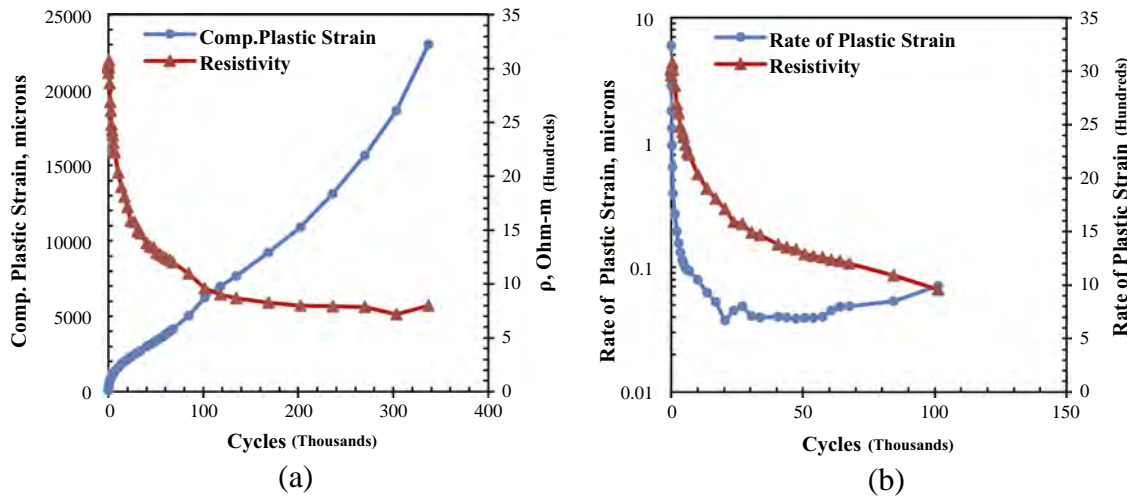 25000
20000
15000
10000
5000
0
Comp. Plastic Strain, microns
Comp.Plastic Strain
Resistivity
35
30
25
20
15
10
5
0
ρ, Ohm-m (Hundreds)
0 100 200 300 400
Cycles (Thousands)
(a)
10
1
0.1
0.01
Rate of Plastic Strain, microns
Rate of Plastic Strain
Resistivity
35
30
25
20
15
10
5
0
Rate of Plastic Strain (Hundreds)
0 50 100 150
Cycles (Thousands)
(b)